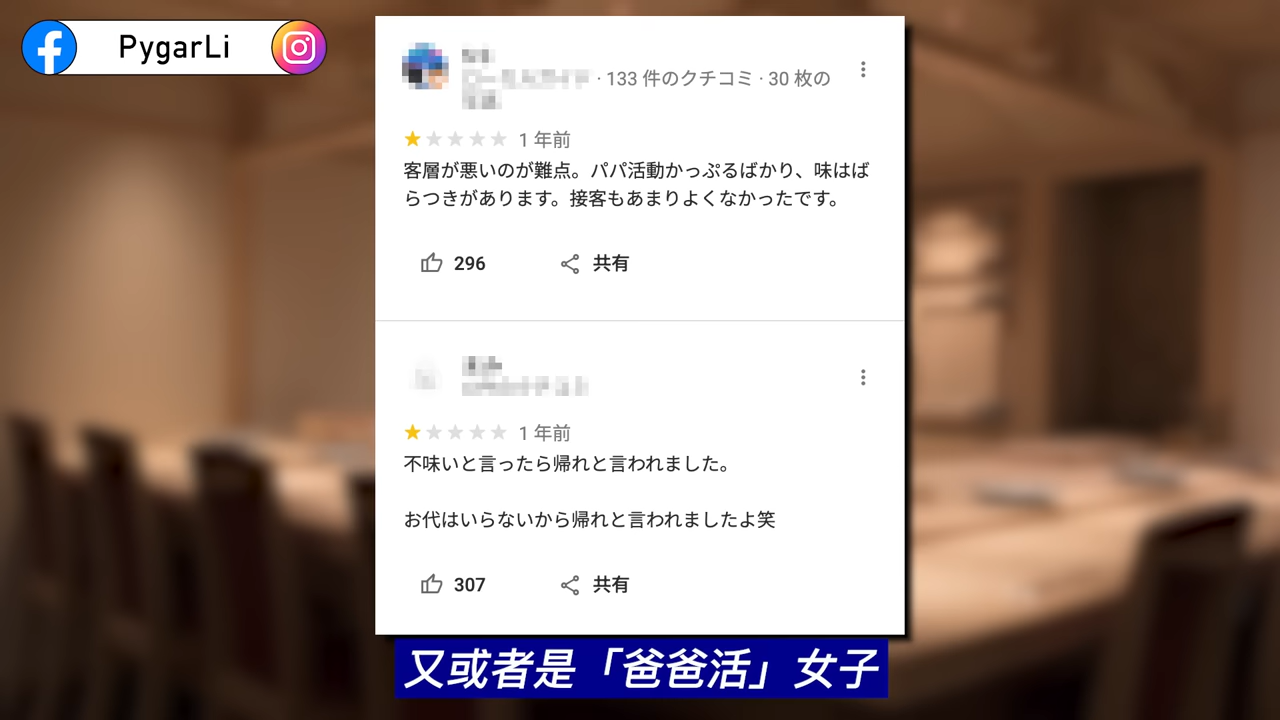 PygarLi
· 133 件のクチコミ · 30 枚の
1 年前
客層が悪いのが難点。パパ活動かっぷるばかり、味はば
らつきがあります。接客もあまりよくなかったです。
296 共有
1 年前
不味いと言ったら帰れと言われました。
お代はいらないから帰れと言われましたよ笑
307 共有
又或者是「爸爸活」女子